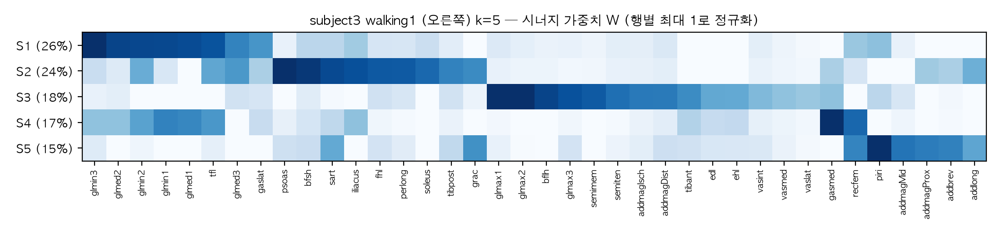 subject3 walking1 (오른쪽) k=5 — 시너지 가중치 W (행별 최대 1로 정규화)
S1 (26%)
S2 (24%)
S3 (18%)
S4 (17%)
S5 (15%)
glmin3
glmed2
glmin2
glmin1
glmed1
tfl
glmed3
gaslat
psoas
bfsh
sart
iliacus
fhl
perlong
soleus
tibpost
grac
glmax1
glmax2
bflh
glmax3
semimem
semiten
addmagIsch
addmagDist
tibant
edl
ehl
vasint
vasmed
vaslat
gasmed
recfem
piri
addmagMid
addmagProx
addbrev
addlong